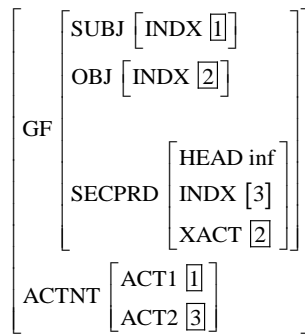 SUBJ [INDX 1]
OBJ [INDX 2]
HEAD inf
GF
SECPRD INDX [3]
XACT 2
ACT1 1
ACTNT
ACT2 3